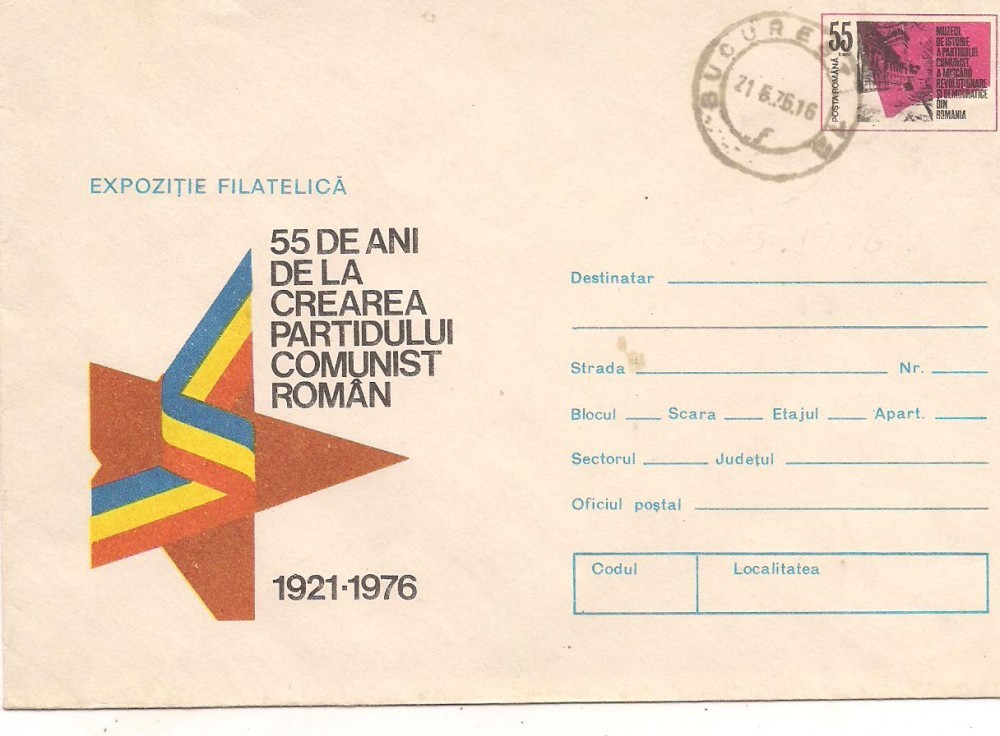 BUCUREȘTI
21.5.76.16
f
55
POȘTA ROMÂNĂ
MUZEUL
DE ISTORIE
A PARTIDULUI
COMUNIST,
A MIȘCĂRII
REVOLUȚIONARE
ȘI DEMOCRATICE
DIN
ROMÂNIA
EXPOZIȚIE FILATELICĂ
55 DE ANI
DE LA
CREAREA
PARTIDULUI
COMUNIST
ROMÂN
1921·1976
Destinatar
Strada Nr.
Blocul Scara Etajul Apart.
Sectorul Județul
Oficiul poștal
Codul Localitatea